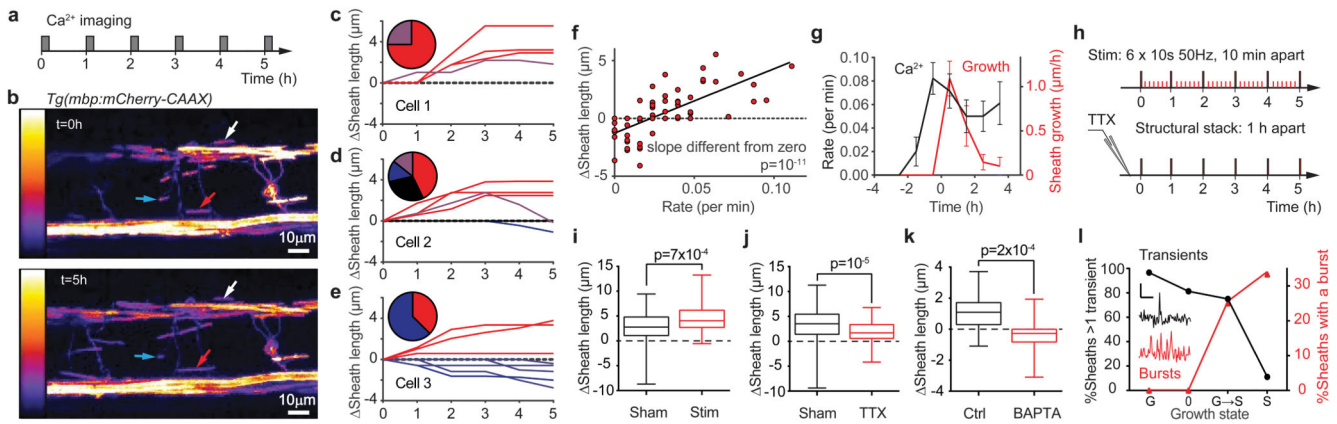 a
Ca²⁺ imaging
0 1 2 3 4 5
Time (h)
b
Tg(mbp:mCherry-CAAX)
t=0h
10μm
t=5h
10μm
c
ΔSheath length (μm)
6
4
0
-4
Cell 1
0 1 2 3 4 5
d
ΔSheath length (μm)
6
4
0
-4
Cell 2
0 1 2 3 4 5
e
ΔSheath length (μm)
6
4
0
-4
Cell 3
0 1 2 3 4 5
f
ΔSheath length (μm)
5
0
-5
slope different from zero
p=10⁻¹¹
0 0.05 0.10
Rate (per min)
g
Rate (per min)
0.10
0.08
0.06
0.04
0.02
0.00
Ca²⁺
Growth
1.0
0.5
0
Sheath growth (μm/h)
-4 -2 0 2 4
Time (h)
h
Stim: 6 x 10s 50Hz, 10 min apart
0 1 2 3 4 5
TTX
Structural stack: 1 h apart
0 1 2 3 4 5
Time (h)
i
ΔSheath length (μm)
p=7x10⁻⁴
15
10
5
0
-5
-10
Sham Stim
j
ΔSheath length (μm)
p=10⁻⁵
15
10
5
0
-5
-10
Sham TTX
k
ΔSheath length (μm)
p=2x10⁻⁴
6
4
2
0
-2
-4
Ctrl BAPTA
l
%Sheaths >1 transient
100
80
60
40
20
0
Transients
Bursts
30
20
10
0
%Sheaths with a burst
G 0 G→S S
Growth state